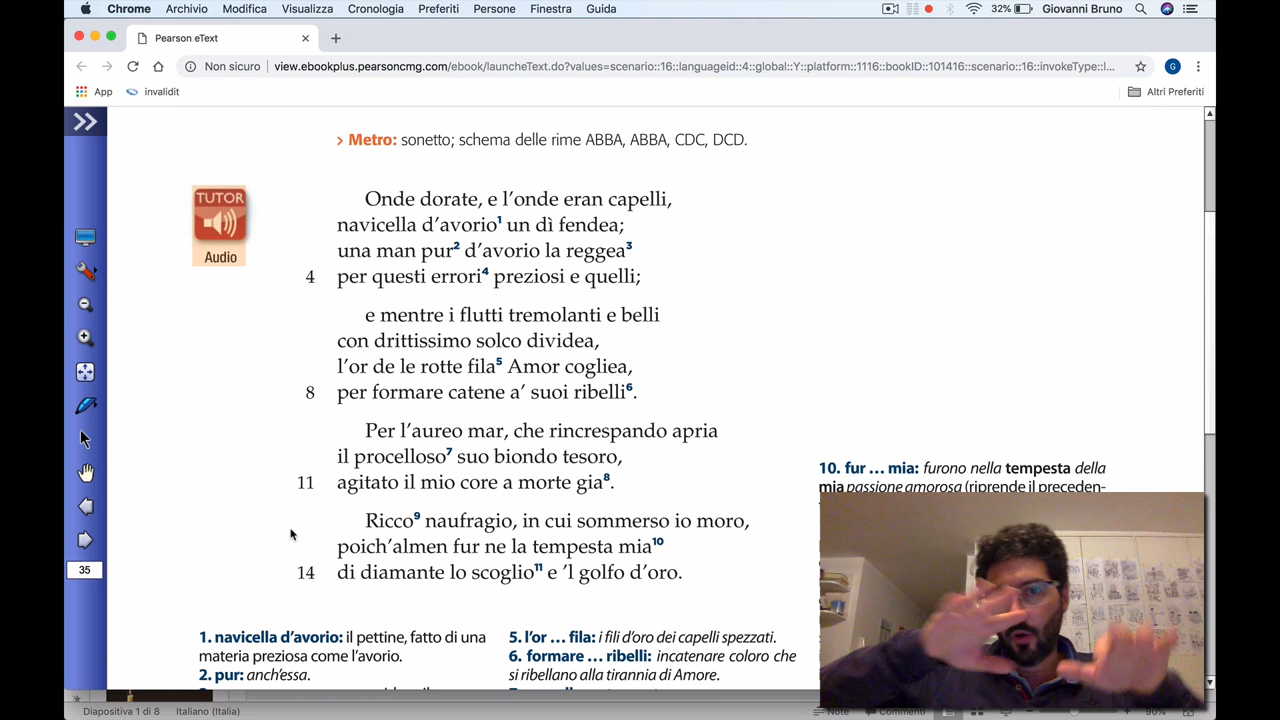 Chrome Archivio Modifica Visualizza Cronologia Preferiti Persone Finestra Guida 32% Giovanni Bruno
Pearson eText
Non sicuro view.ebookplus.pearsoncmg.com/ebook/launcheText.do?values=scenario::16::languageid::4::global::Y::platform::1116::bookID::101416::scenario::16::invokeType::l...
App invalidit Altri Preferiti
› Metro: sonetto; schema delle rime ABBA, ABBA, CDC, DCD.
TUTOR
Audio
Onde dorate, e l’onde eran capelli,
navicella d’avorio1 un dì fendea;
una man pur2 d’avorio la reggea3
4 per questi errori4 preziosi e quelli;
e mentre i flutti tremolanti e belli
con drittissimo solco dividea,
l’or de le rotte fila5 Amor cogliea,
8 per formare catene a’ suoi ribelli6.
Per l’aureo mar, che rincrespando apria
il procelloso7 suo biondo tesoro,
11 agitato il mio core a morte gia8.
Ricco9 naufragio, in cui sommerso io moro,
poich’almen fur ne la tempesta mia10
14 di diamante lo scoglio11 e ’l golfo d’oro.
10. fur … mia: furono nella tempesta della
mia passione amorosa (riprende il preceden-
35
1. navicella d’avorio: il pettine, fatto di una
materia preziosa come l’avorio.
2. pur: anch’essa.
5. l’or … fila: i fili d’oro dei capelli spezzati.
6. formare … ribelli: incatenare coloro che
si ribellano alla tirannia di Amore.
Diapositiva 1 di 8 Italiano (Italia) Note Commenti 90%